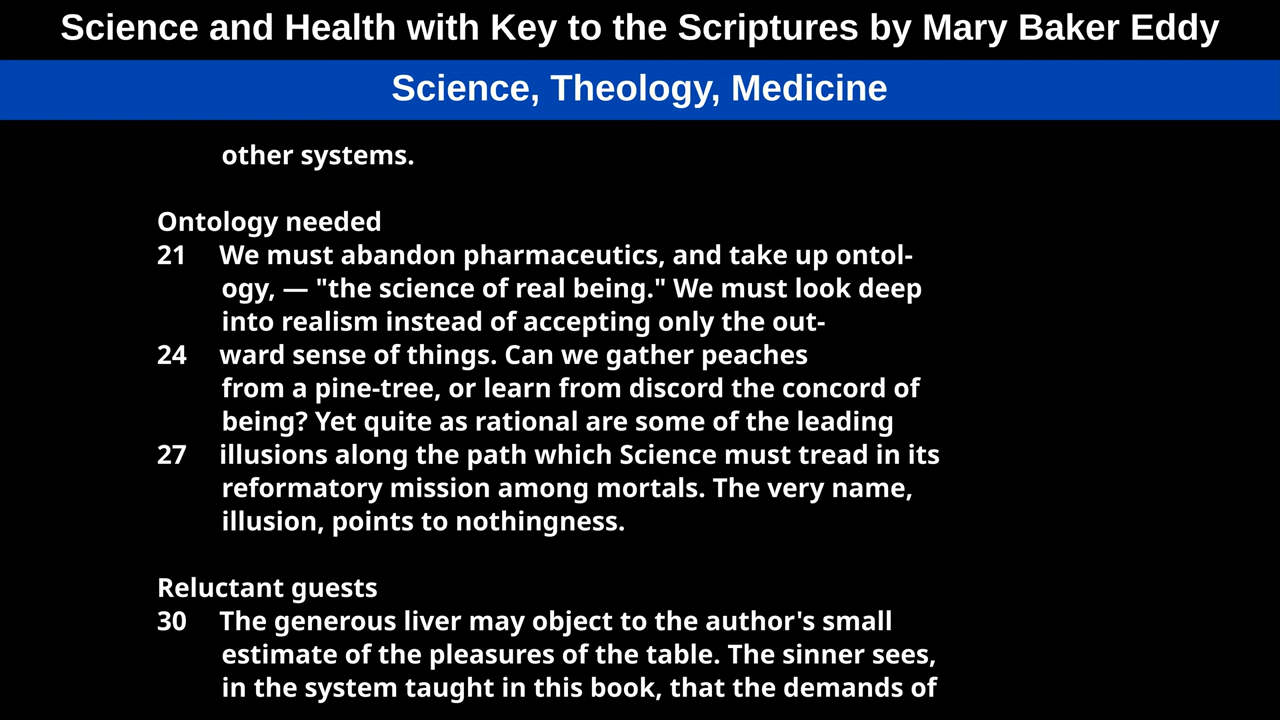 Science and Health with Key to the Scriptures by Mary Baker Eddy
Science, Theology, Medicine
other systems.
Ontology needed
21 We must abandon pharmaceutics, and take up ontol-
ogy, — "the science of real being." We must look deep
into realism instead of accepting only the out-
24 ward sense of things. Can we gather peaches
from a pine-tree, or learn from discord the concord of
being? Yet quite as rational are some of the leading
27 illusions along the path which Science must tread in its
reformatory mission among mortals. The very name,
illusion, points to nothingness.
Reluctant guests
30 The generous liver may object to the author's small
estimate of the pleasures of the table. The sinner sees,
in the system taught in this book, that the demands of